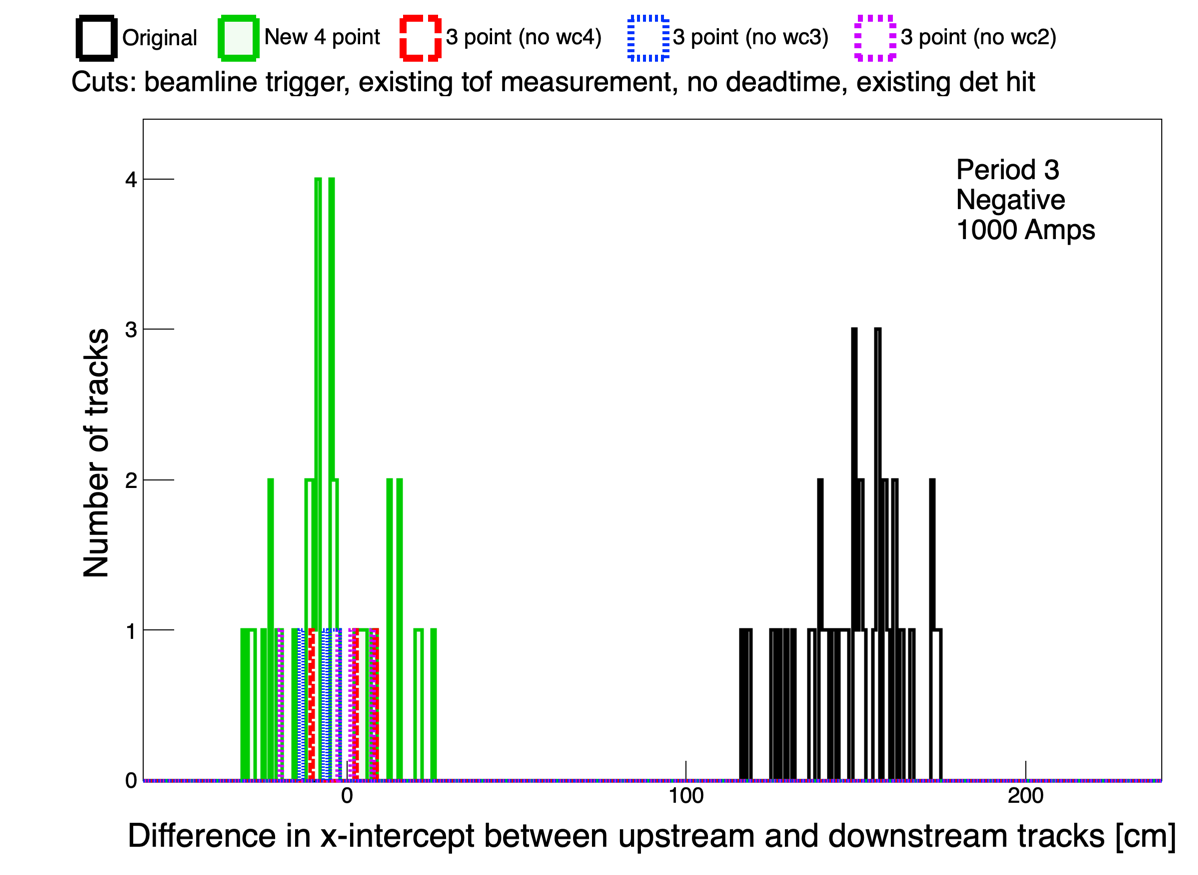 Original New 4 point 3 point (no wc4) 3 point (no wc3) 3 point (no wc2)
Cuts: beamline trigger, existing tof measurement, no deadtime, existing det hit
Period 3
Negative
1000 Amps
4
3
2
1
0
Number of tracks
0 100 200
Difference in x-intercept between upstream and downstream tracks [cm]